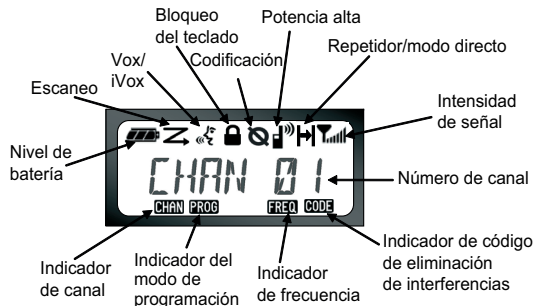 Bloqueo
del teclado
Potencia alta
Vox/
iVox
Codificación
Repetidor/modo directo
Escaneo
Intensidad
de señal
Nivel de
batería
CHAN 01
Número de canal
CHAN PROG FREQ CODE
Indicador
de canal
Indicador del
modo de
programación
Indicador
de frecuencia
Indicador de código
de eliminación
de interferencias